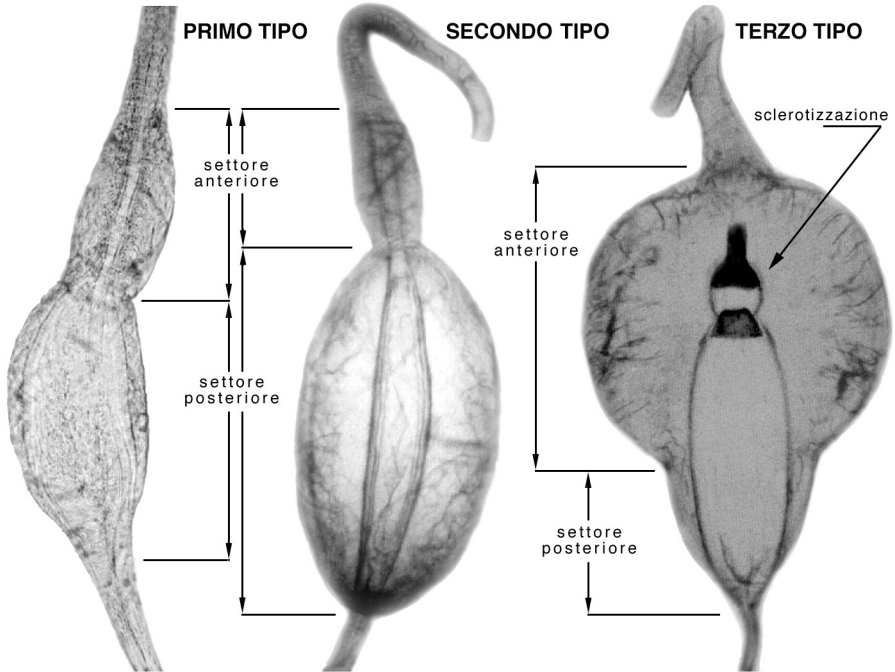 PRIMO TIPO
SECONDO TIPO
TERZO TIPO
sclerotizzazione
settore
anteriore
settore
anteriore
settore
posteriore
settore
posteriore